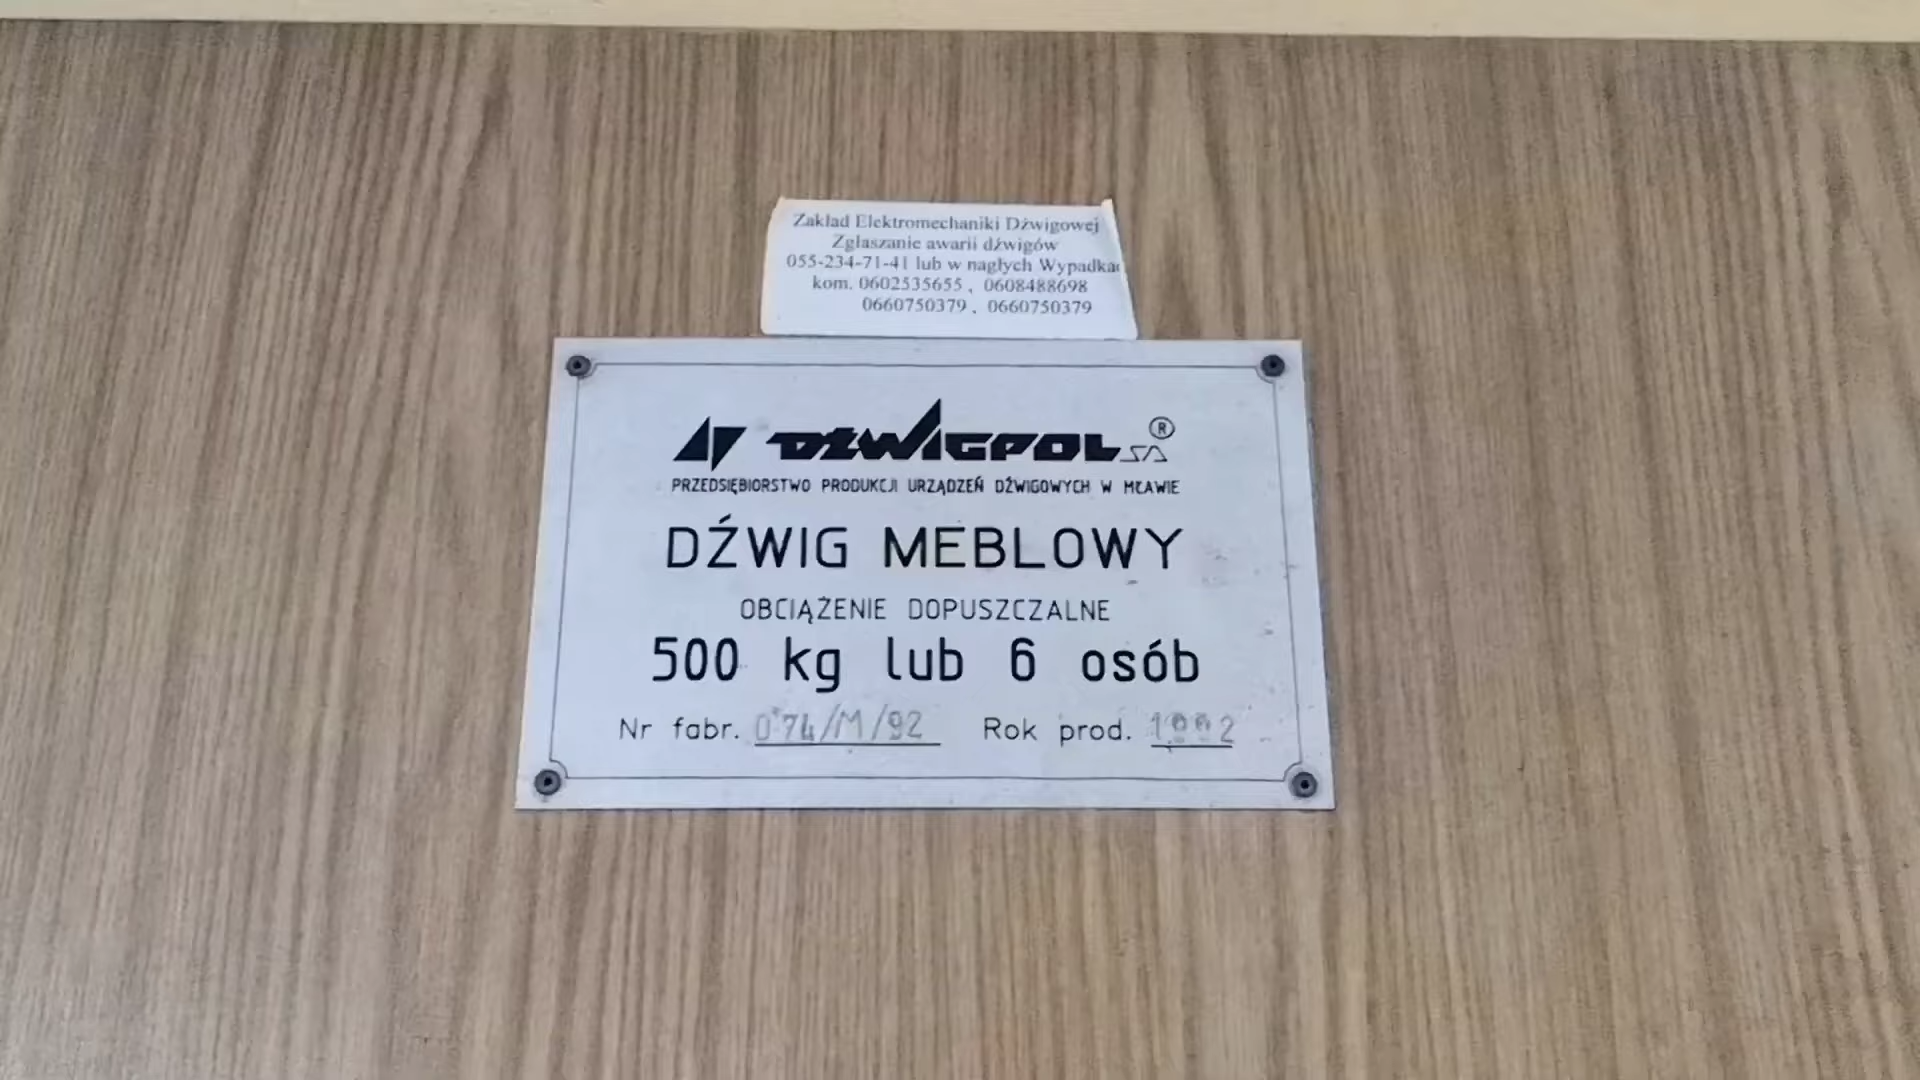 Zakład Elektromechaniki Dźwigowej
Zgłaszanie awarii dźwigów
055-234-71-41 lub w nagłych Wypadka
kom. 0602535655 , 0608488698
0660750379 , 0660750379
DŹWIGPOL SA ®
PRZEDSIĘBIORSTWO PRODUKCJI URZĄDZEŃ DŹWIGOWYCH W MŁAWIE
DŹWIG MEBLOWY
OBCIĄŻENIE DOPUSZCZALNE
500 kg lub 6 osób
Nr fabr. 074/M/92 Rok prod. 1992